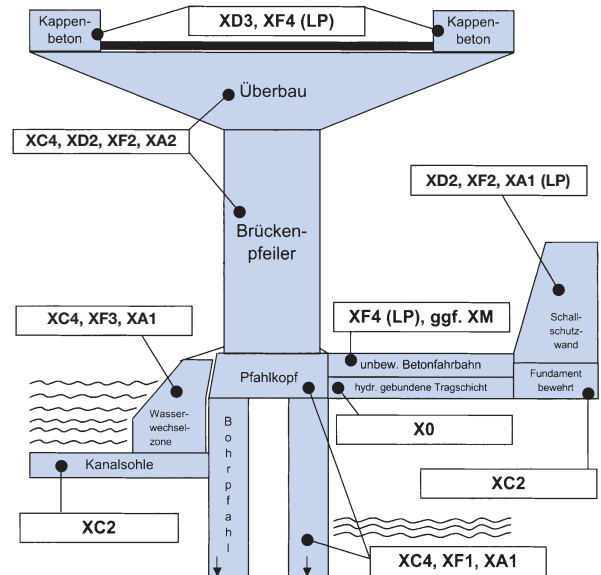 Kappen-
beton
XD3, XF4 (LP)
Kappen-
beton
Überbau
XC4, XD2, XF2, XA2
XD2, XF2, XA1 (LP)
Brücken-
pfeiler
XC4, XF3, XA1
XF4 (LP), ggf. XM
Schall-
schutz-
wand
unbew. Betonfahrbahn
Pfahlkopf
hydr. gebundene Tragschicht
Fundament
bewehrt
Wasser-
wechsel-
zone
X0
Kanalsohle
Bohrpfahl
XC2
XC2
XC4, XF1, XA1